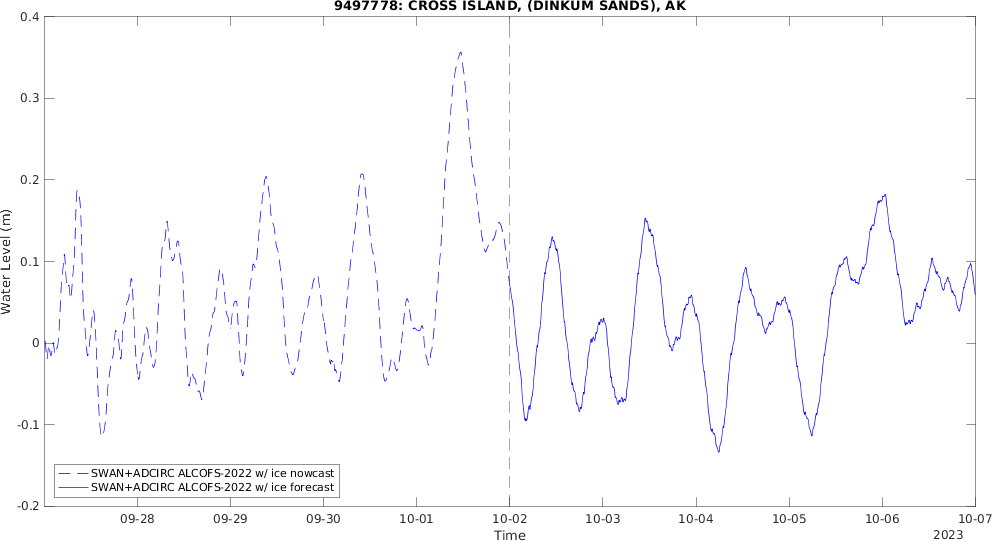 9497778: CROSS ISLAND, (DINKUM SANDS), AK
0.4
0.3
0.2
0.1
0
-0.1
-0.2
Water Level (m)
SWAN+ADCIRC ALCOFS-2022 w/ ice nowcast
SWAN+ADCIRC ALCOFS-2022 w/ ice forecast
09-28 09-29 09-30 10-01 10-02 10-03 10-04 10-05 10-06 10-07
Time
2023